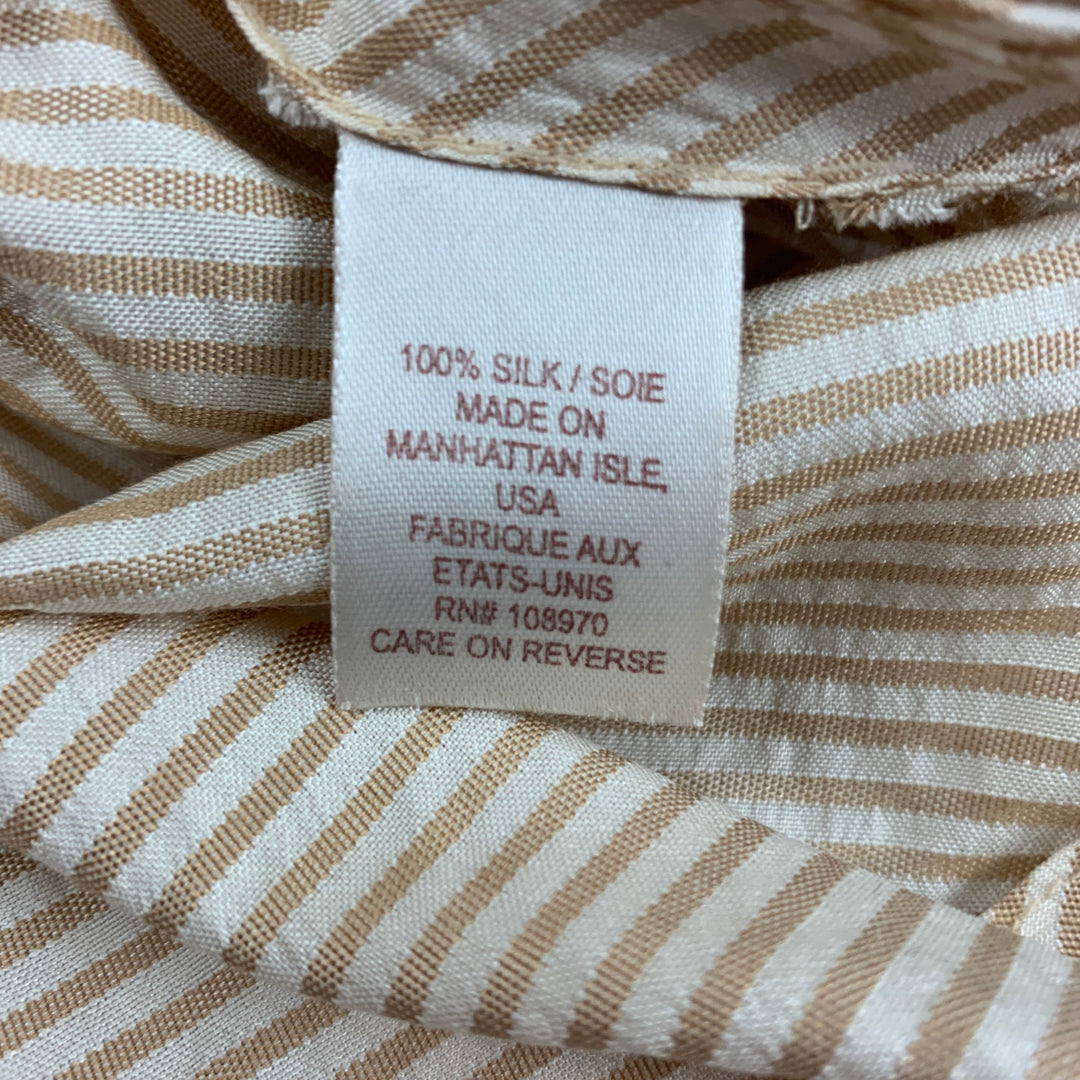 100% SILK / SOIE
MADE ON
MANHATTAN ISLE,
USA
FABRIQUE AUX
ETATS-UNIS
RN# 108970
CARE ON REVERSE